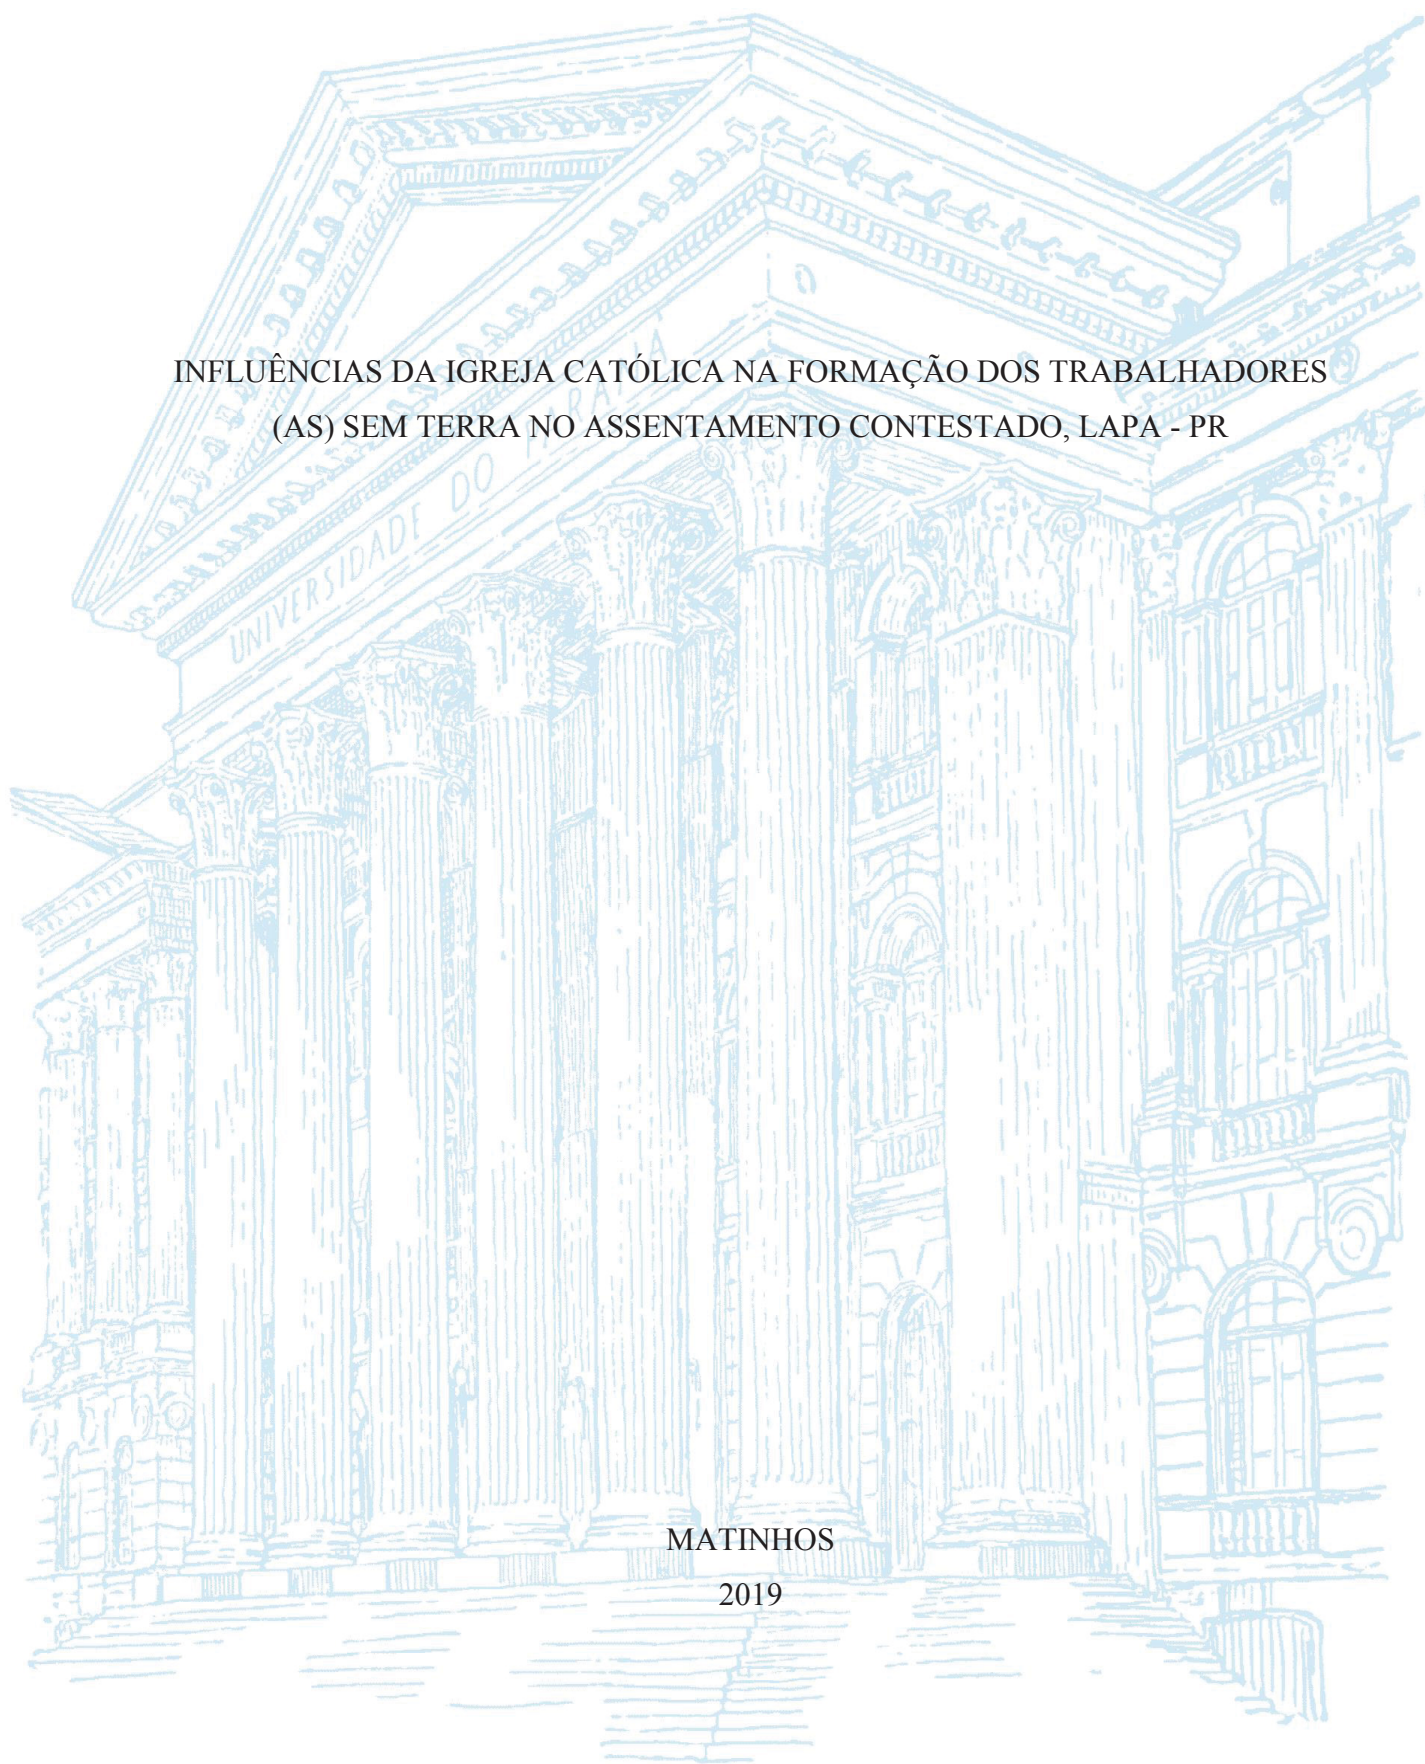 INFLUÊNCIAS DA IGREJA CATÓLICA NA FORMAÇÃO DOS TRABALHADORES
(AS) SEM TERRA NO ASSENTAMENTO CONTESTADO, LAPA - PR
UNIVERSIDADE DO PARANÁ
MATINHOS
2019